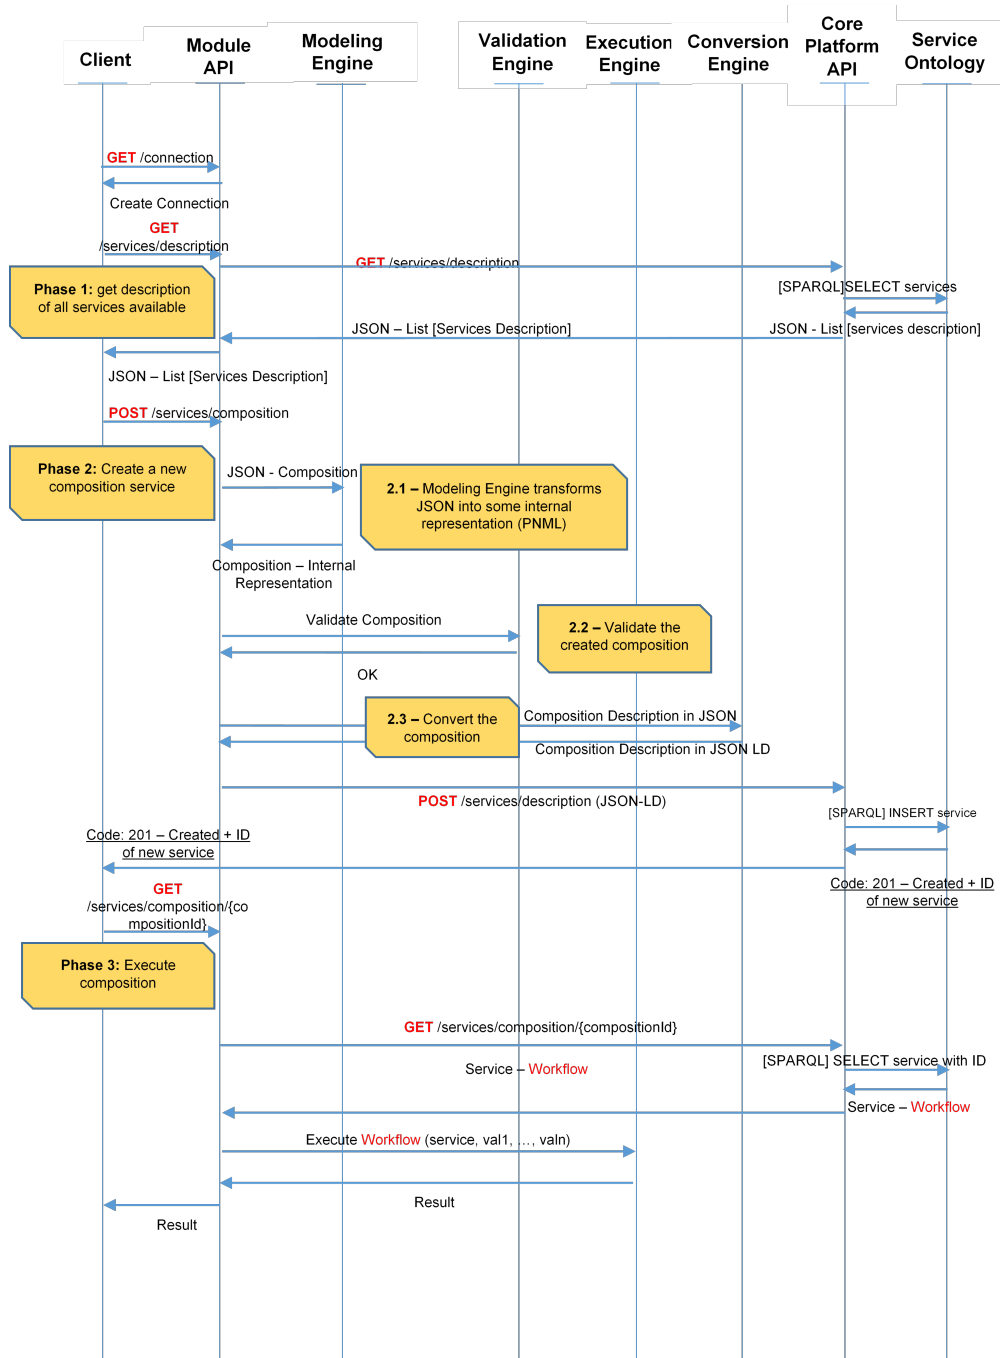 Client
Module
API
Modeling
Engine
Validation
Engine
Execution
Engine
Conversion
Engine
Core
Platform
API
Service
Ontology
GET /connection
Create Connection
GET
/services/description
GET /services/description
Phase 1: get description
of all services available
[SPARQL]SELECT services
JSON – List [Services Description]
JSON - List [services description]
JSON – List [Services Description]
POST /services/composition
Phase 2: Create a new
composition service
JSON - Composition
2.1 – Modeling Engine transforms
JSON into some internal
representation (PNML)
Composition – Internal
Representation
Validate Composition
2.2 – Validate the
created composition
OK
2.3 – Convert the
composition
Composition Description in JSON
Composition Description in JSON LD
POST /services/description (JSON-LD)
[SPARQL] INSERT service
Code: 201 – Created + ID
of new service
Code: 201 – Created + ID
of new service
GET
/services/composition/{co
mpositionId}
Phase 3: Execute
composition
GET /services/composition/{compositionId}
[SPARQL] SELECT service with ID
Service – Workflow
Service – Workflow
Execute Workflow (service, val1, …, valn)
Result
Result